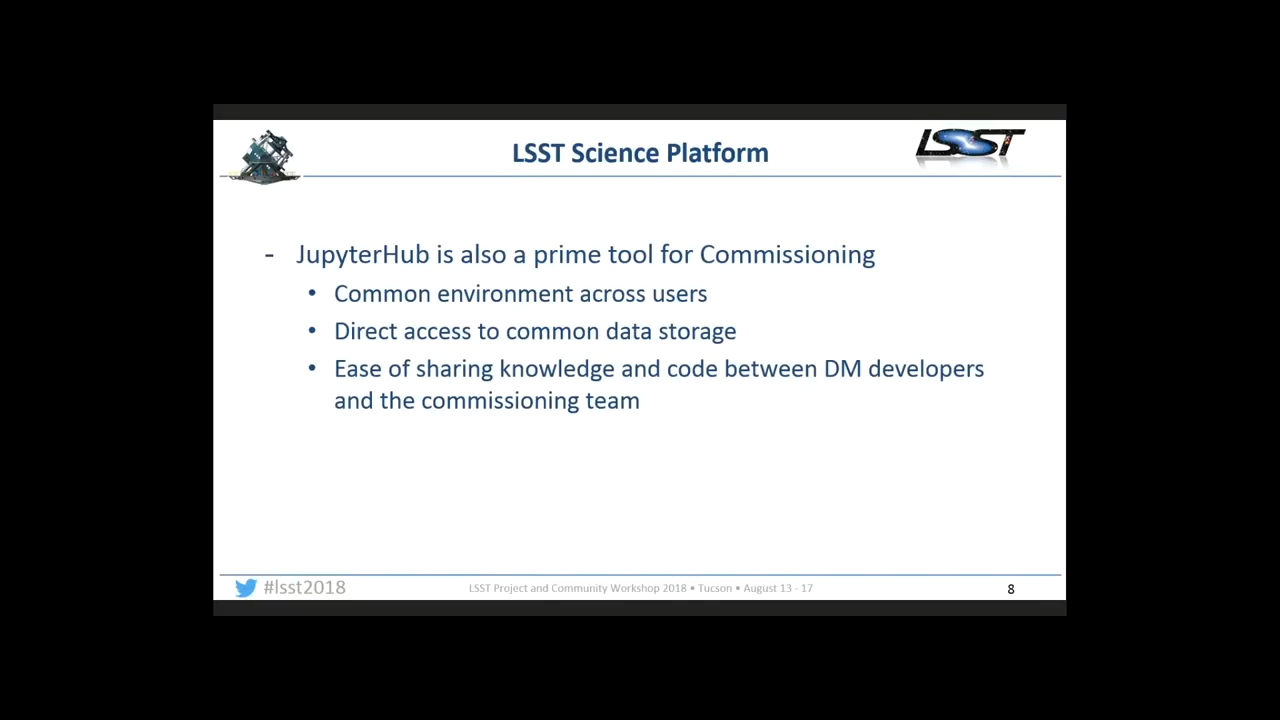 LSST Science Platform
LSST
- JupyterHub is also a prime tool for Commissioning
• Common environment across users
• Direct access to common data storage
• Ease of sharing knowledge and code between DM developers
and the commissioning team
#lsst2018
LSST Project and Community Workshop 2018 • Tucson • August 13 - 17
8